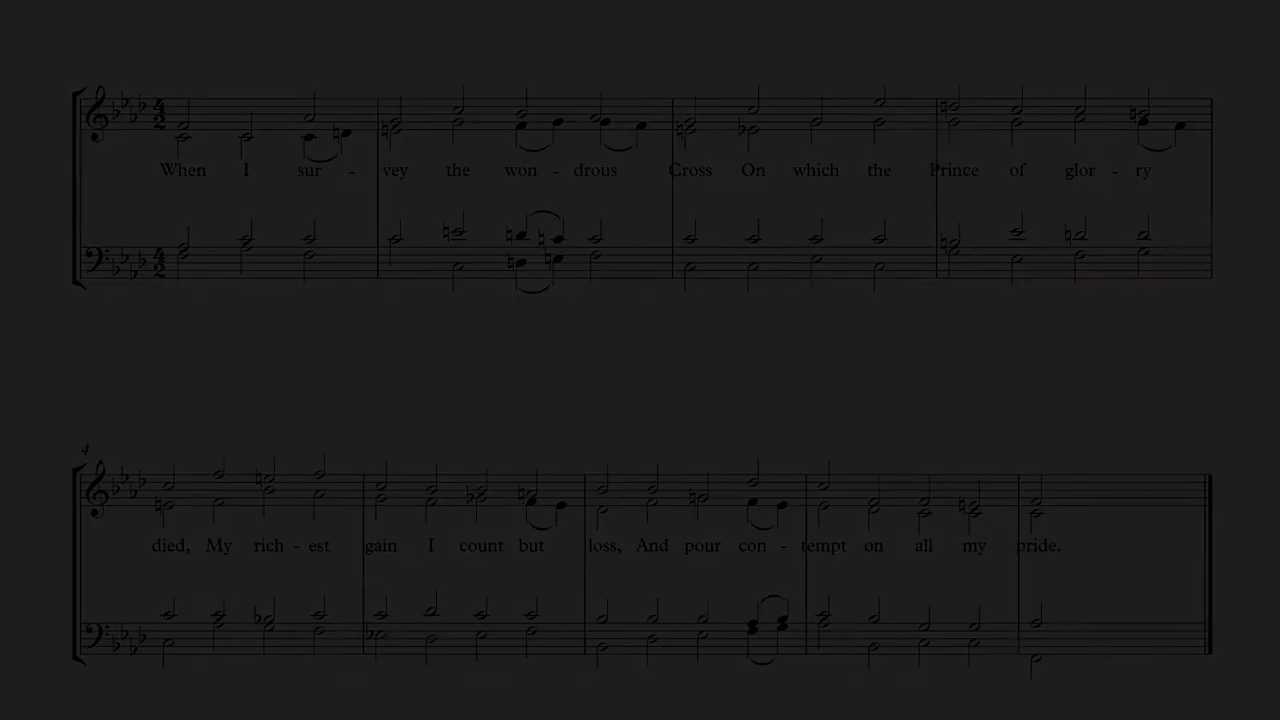 When I sur - vey the won - drous Cross On which the Prince of glor - ry
4
died, My rich - est gain I count but loss, And pour con - tempt on all my pride.